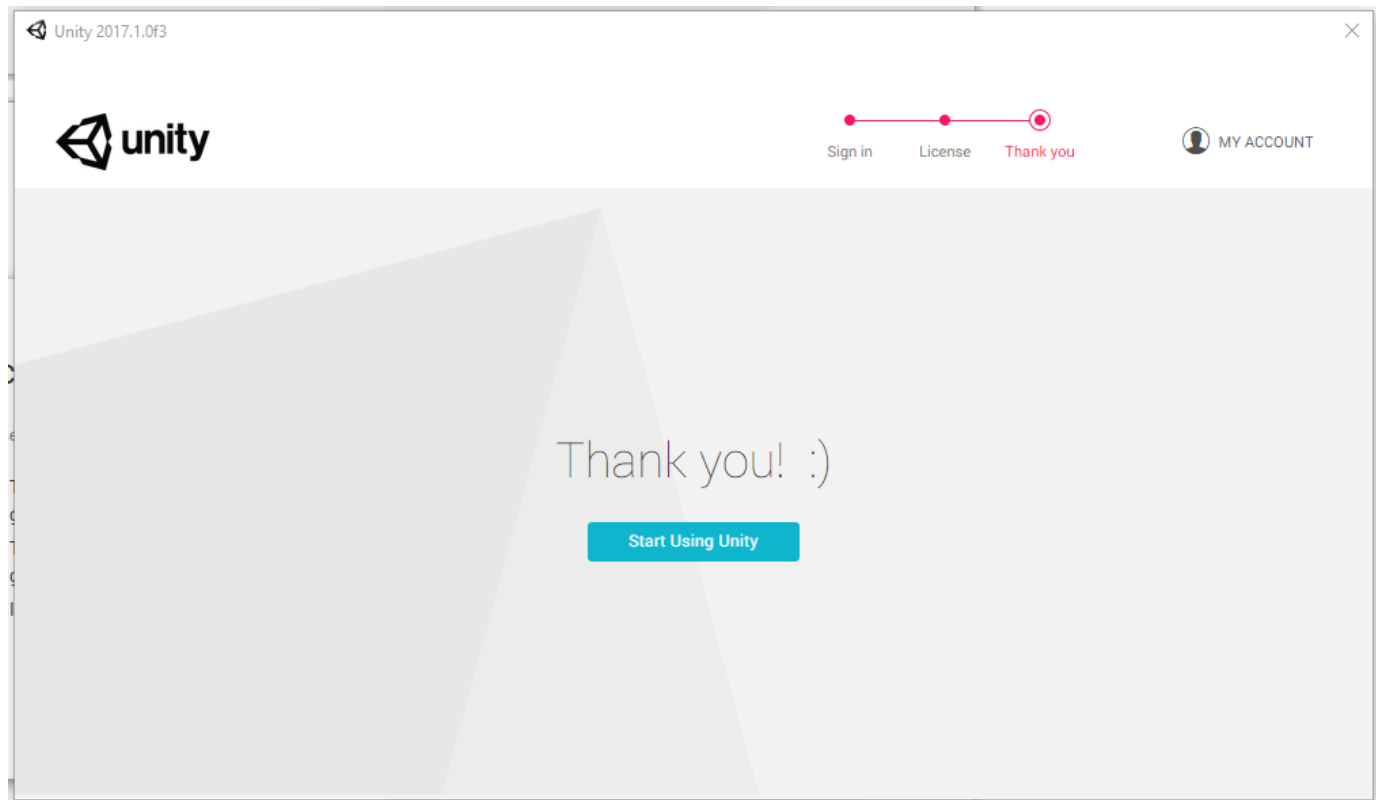 Unity 2017.1.0f3
unity
Sign in License Thank you
MY ACCOUNT
Thank you! :)
Start Using Unity